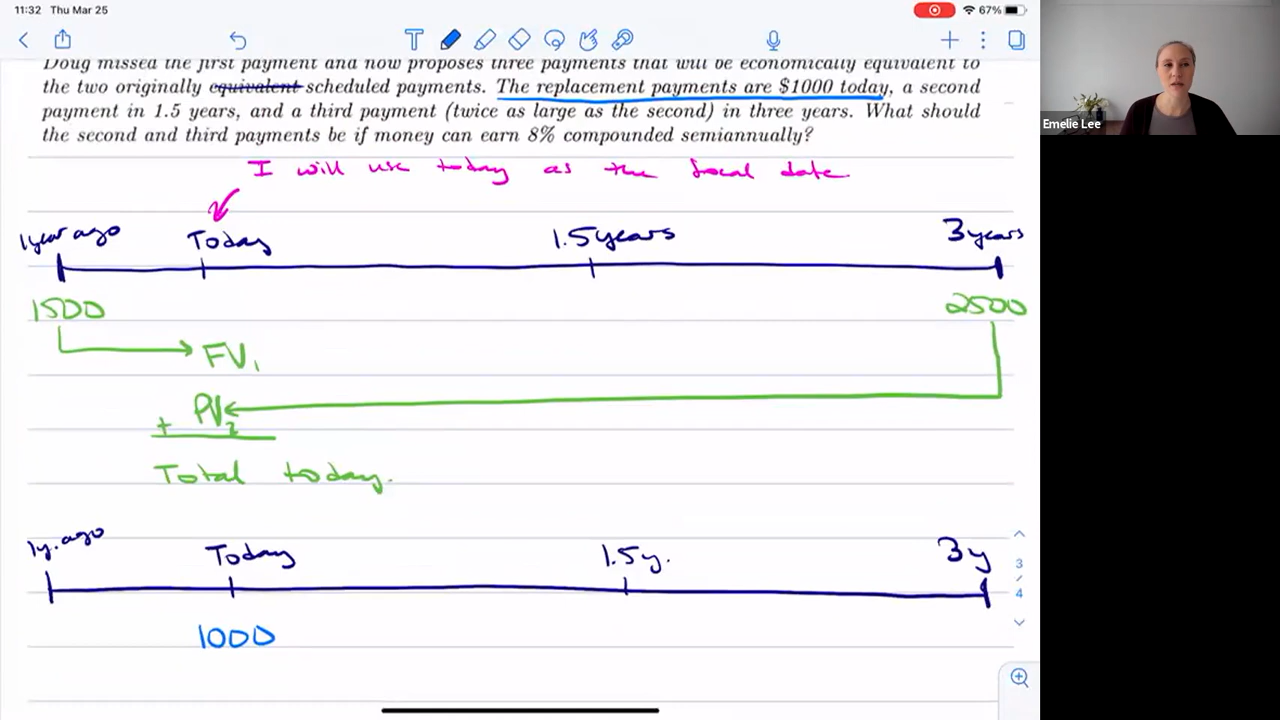 11:32 Thu Mar 25
67%
Doug missed the first payment and now proposes three payments that will be economically equivalent to
the two originally equivalent scheduled payments. The replacement payments are $1000 today, a second
payment in 1.5 years, and a third payment (twice as large as the second) in three years. What should
the second and third payments be if money can earn 8% compounded semiannually?
Emelie Lee
I will use today as the focal date.
1 year ago Today 1.5 years 3 years
1500 2500
FV1
+ PV2
Total today.
1y. ago Today 1.5y. 3y
1000
3
/
4